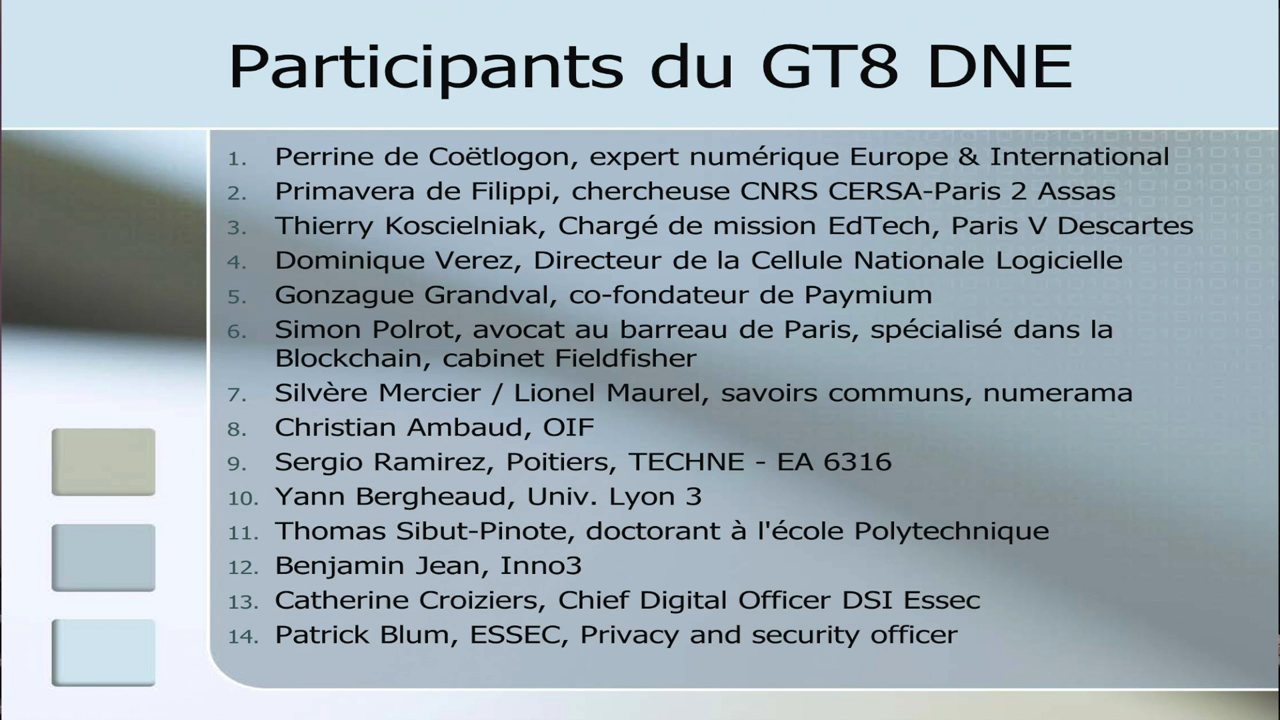 Participants du GT8 DNE
1. Perrine de Coëtlogon, expert numérique Europe & International
2. Primavera de Filippi, chercheuse CNRS CERSA-Paris 2 Assas
3. Thierry Koscielniak, Chargé de mission EdTech, Paris V Descartes
4. Dominique Verez, Directeur de la Cellule Nationale Logicielle
5. Gonzague Grandval, co-fondateur de Paymium
6. Simon Polrot, avocat au barreau de Paris, spécialisé dans la
Blockchain, cabinet Fieldfisher
7. Silvère Mercier / Lionel Maurel, savoirs communs, numerama
8. Christian Ambaud, OIF
9. Sergio Ramirez, Poitiers, TECHNE - EA 6316
10. Yann Bergheaud, Univ. Lyon 3
11. Thomas Sibut-Pinote, doctorant à l'école Polytechnique
12. Benjamin Jean, Inno3
13. Catherine Croiziers, Chief Digital Officer DSI Essec
14. Patrick Blum, ESSEC, Privacy and security officer